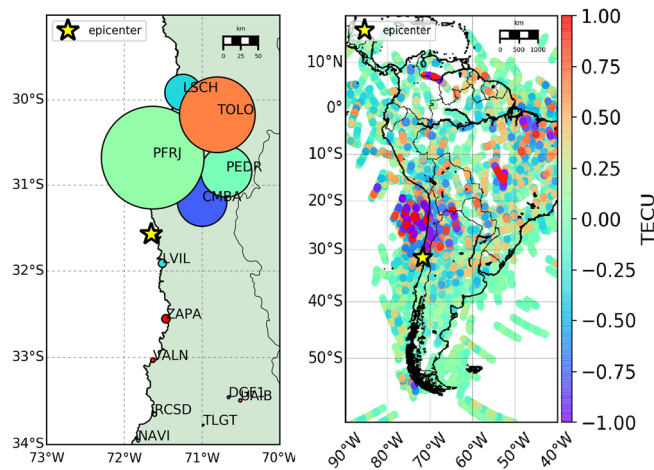 epicenter
km
0 25 50
30°S
31°S
32°S
33°S
34°S
73°W
72°W
71°W
70°W
LSCH
TOLO
PFRJ
PEDR
CMBA
LVIL
ZAPA
VALN
RCSD
TLGT
NAVI
epicenter
km
0 500 1000
10°N
0°
10°S
20°S
30°S
40°S
50°S
90°W
80°W
70°W
60°W
50°W
40°W
1.00
0.75
0.50
0.25
0.00
−0.25
−0.50
−0.75
−1.00
TECU